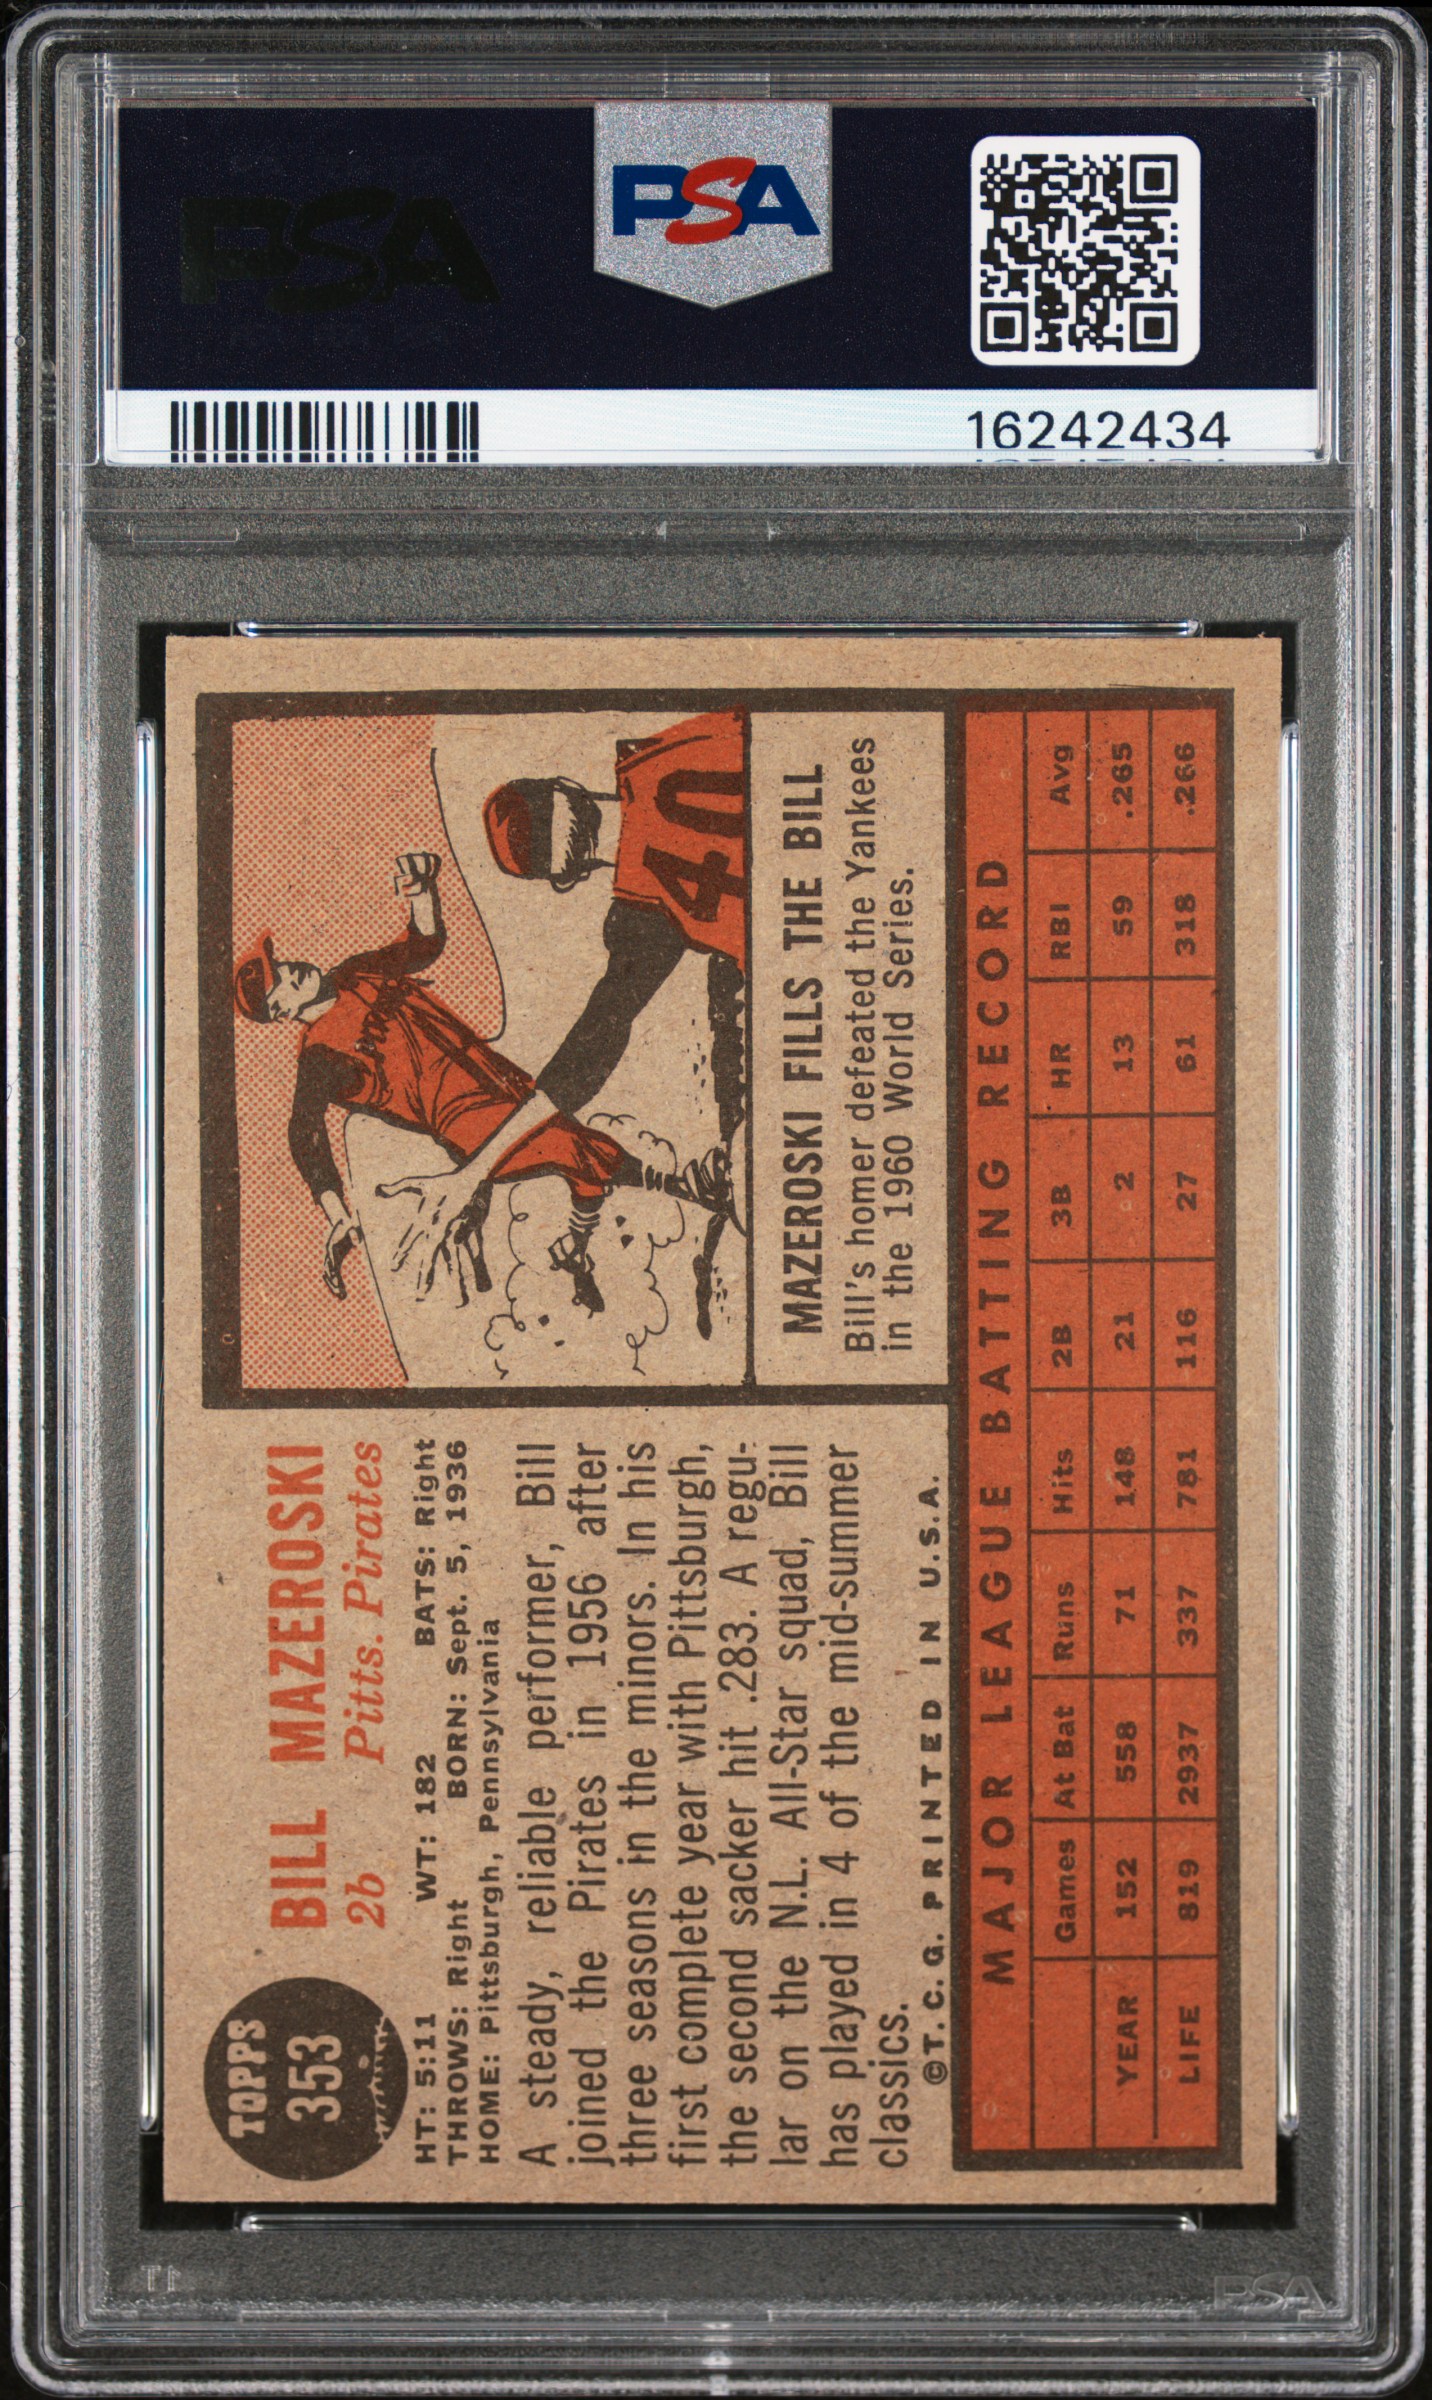 PSA
PSA
16242434
TOPPS
353
BILL MAZEROSKI
2b Pitts. Pirates
HT: 5:11 WT: 182 BATS: Right
THROWS: Right BORN: Sept. 5, 1936
HOME: Pittsburgh, Pennsylvania
A steady, reliable performer, Bill
joined the Pirates in 1956 after
three seasons in the minors. In his
first complete year with Pittsburgh,
the second sacker hit .283. A regu-
lar on the N.L. All-Star squad, Bill
has played in 4 of the mid-summer
classics.
©T. C. G. PRINTED IN U.S.A.
40
MAZEROSKI FILLS THE BILL
Bill's homer defeated the Yankees
in the 1960 World Series.
MAJOR LEAGUE BATTING RECORD
Games At Bat Runs Hits 2B 3B HR RBI Avg
YEAR 152 558 71 148 21 2 13 59 .265
LIFE 819 2937 337 781 116 27 61 318 .266
PSA